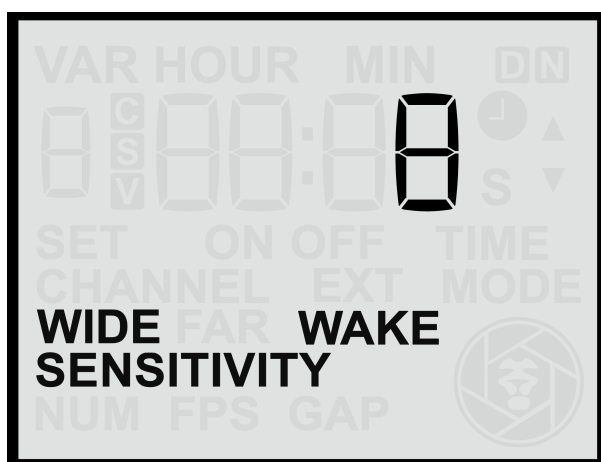 VAR HOUR MIN D N
8 C S V 88:88 S
SET ON OFF TIME
CHANNEL EXT MODE
WIDE FAR WAKE
SENSITIVITY
NUM FPS GAP